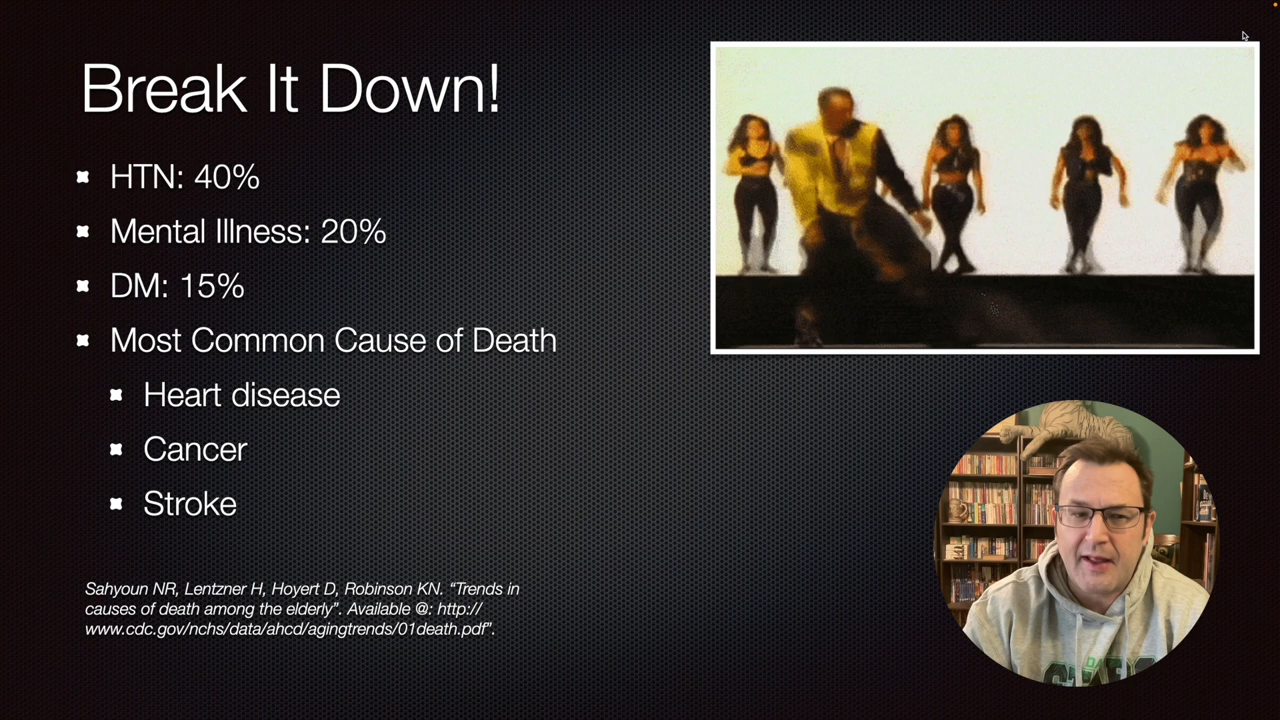 Break It Down!
HTN: 40%
Mental Illness: 20%
DM: 15%
Most Common Cause of Death
Heart disease
Cancer
Stroke
Sahyoun NR, Lentzner H, Hoyert D, Robinson KN. “Trends in
causes of death among the elderly”. Available @: http://
www.cdc.gov/nchs/data/ahcd/agingtrends/01death.pdf”.